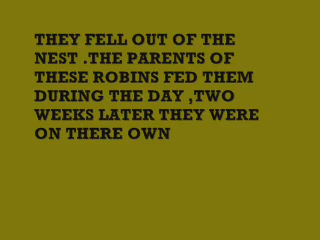 THEY FELL OUT OF THE
NEST .THE PARENTS OF
THESE ROBINS FED THEM
DURING THE DAY ,TWO
WEEKS LATER THEY WERE
ON THERE OWN